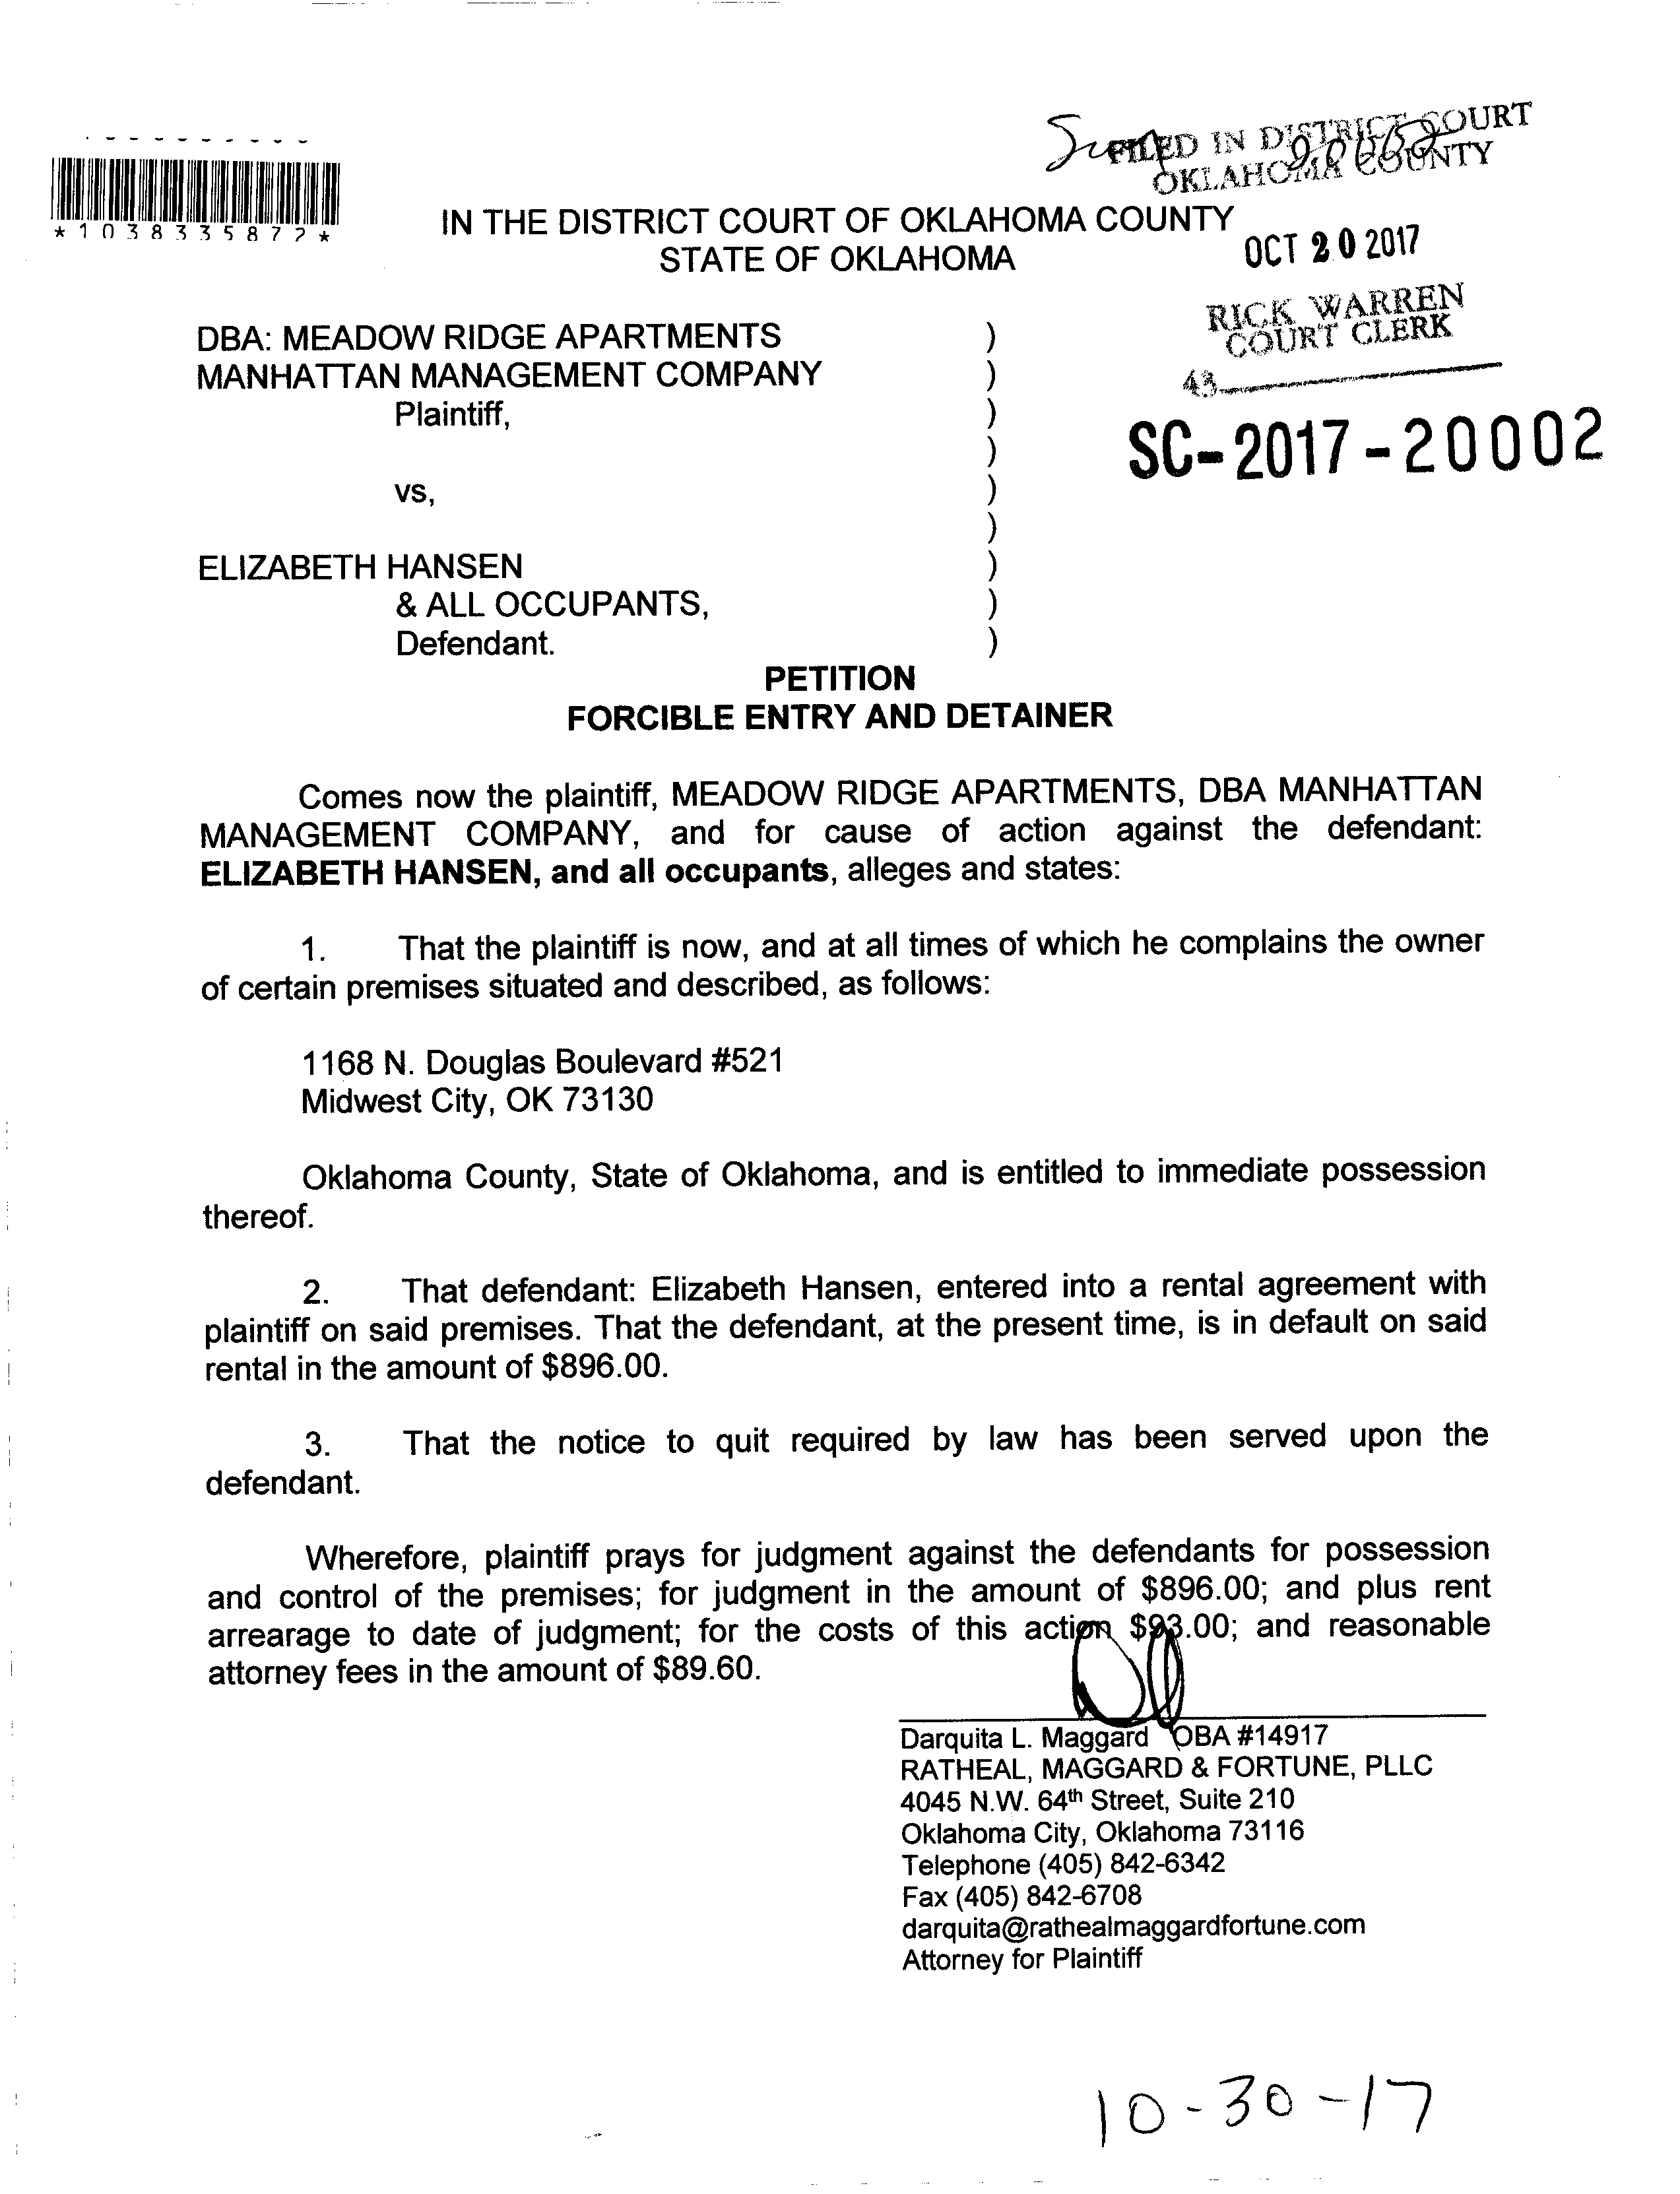 FILED IN DISTRICT COURT
OKLAHOMA COUNTY
*1038335872*
IN THE DISTRICT COURT OF OKLAHOMA COUNTY
STATE OF OKLAHOMA
OCT 20 2017
RICK WARREN
COURT CLERK
43
DBA: MEADOW RIDGE APARTMENTS )
MANHATTAN MANAGEMENT COMPANY )
Plaintiff, )
)
SC-2017-20002
vs, )
)
ELIZABETH HANSEN )
& ALL OCCUPANTS, )
Defendant. )
PETITION
FORCIBLE ENTRY AND DETAINER
Comes now the plaintiff, MEADOW RIDGE APARTMENTS, DBA MANHATTAN
MANAGEMENT COMPANY, and for cause of action against the defendant:
ELIZABETH HANSEN, and all occupants, alleges and states:
1. That the plaintiff is now, and at all times of which he complains the owner
of certain premises situated and described, as follows:
1168 N. Douglas Boulevard #521
Midwest City, OK 73130
Oklahoma County, State of Oklahoma, and is entitled to immediate possession
thereof.
2. That defendant: Elizabeth Hansen, entered into a rental agreement with
plaintiff on said premises. That the defendant, at the present time, is in default on said
rental in the amount of $896.00.
3. That the notice to quit required by law has been served upon the
defendant.
Wherefore, plaintiff prays for judgment against the defendants for possession
and control of the premises; for judgment in the amount of $896.00; and plus rent
arrearage to date of judgment; for the costs of this action $93.00; and reasonable
attorney fees in the amount of $89.60.
Darquita L. Maggard OBA #14917
RATHEAL, MAGGARD & FORTUNE, PLLC
4045 N.W. 64th Street, Suite 210
Oklahoma City, Oklahoma 73116
Telephone (405) 842-6342
Fax (405) 842-6708
darquita@rathealmaggardfortune.com
Attorney for Plaintiff
10-30-17